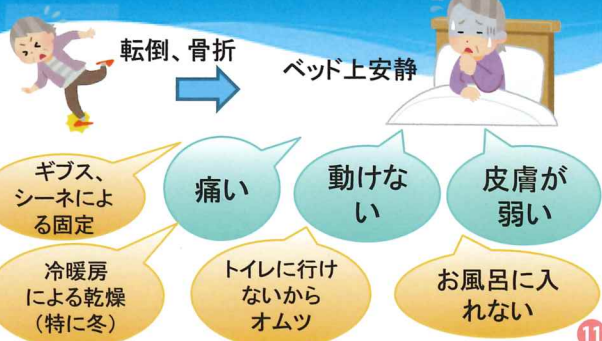 転倒、骨折
ベッド上安静
ギブス、
シーネによ
る固定
痛い
動けな
い
皮膚が
弱い
冷暖房
による乾燥
（特に冬）
トイレに行け
ないから
オムツ
お風呂に入
れない
11